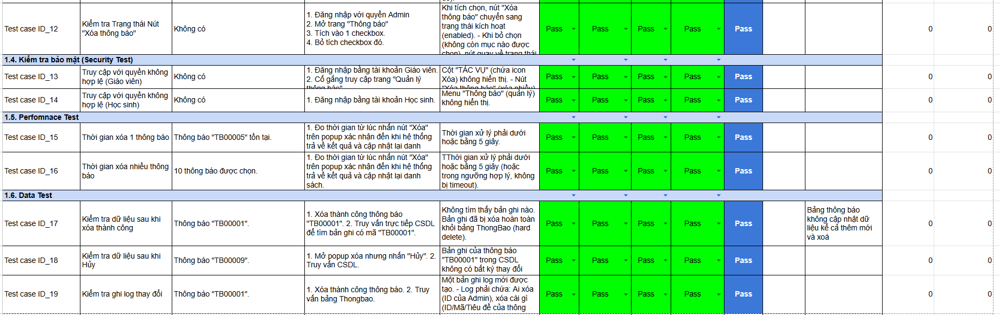 Test case ID_12
Kiểm tra Trạng thái Nút
"Xóa thông báo"
Không có
1. Đăng nhập với quyền Admin
2. Mở trang "Thông báo"
3. Tích vào 1 checkbox.
4. Bỏ tích checkbox đó.
Khi tích chọn, nút "Xóa
thông báo" chuyển sang
trạng thái kích hoạt
(enabled). - Khi bỏ chọn
(không còn mục nào được
chọn), nút quay về trạng thái
Pass Pass Pass Pass Pass
0 0
1.4. Kiểm tra bảo mật (Security Test)
Test case ID_13
Truy cập với quyền không
hợp lệ (Giáo viên)
Không có
1. Đăng nhập bằng tài khoản Giáo viên.
2. Cố gắng truy cập trang "Quản lý
thông báo"
Cột "TÁC VỤ" (chứa icon
Xóa) không hiển thị. - Nút
"Xóa thông báo" (xóa nhiều)
Pass Pass Pass Pass Pass
0 0
Test case ID_14
Truy cập với quyền không
hợp lệ (Học sinh)
Không có
1. Đăng nhập bằng tài khoản Học sinh.
Menu "Thông báo" (quản lý)
không hiển thị.
Pass Pass Pass Pass Pass
0 0
1.5. Perfomnace Test
Test case ID_15
Thời gian xóa 1 thông báo
Thông báo "TB00005" tồn tại.
1. Đo thời gian từ lúc nhấn nút "Xóa"
trên popup xác nhận đến khi hệ thống
trả về kết quả và cập nhật lại danh
Thời gian xử lý phải dưới
hoặc bằng 5 giây.
Pass Pass Pass Pass Pass
0 0
Test case ID_16
Thời gian xóa nhiều thông
báo
10 thông báo được chọn.
1. Đo thời gian từ lúc nhấn nút "Xóa"
trên popup xác nhận đến khi hệ thống
trả về kết quả và cập nhật lại danh
sách.
TThời gian xử lý phải dưới
hoặc bằng 5 giây (hoặc
trong ngưỡng hợp lý, không
bị timeout).
Pass Pass Pass Pass Pass
0 0
1.6. Data Test
Test case ID_17
Kiểm tra dữ liệu sau khi
xóa thành công
Thông báo "TB00001".
1. Xóa thành công thông báo
"TB00001". 2. Truy vấn trực tiếp CSDL
để tìm bản ghi có mã "TB00001".
Không tìm thấy bản ghi nào.
Bản ghi đã bị xóa hoàn toàn
khỏi bảng ThongBao (hard
delete).
Pass Pass Pass Pass Pass
Bảng thông báo
không cập nhật dữ
liệu kể cả thêm mới
và xoá
0 0
Test case ID_18
Kiểm tra dữ liệu sau khi
Hủy
Thông báo "TB00009".
1. Mở popup xóa nhưng nhấn "Hủy". 2.
Truy vấn CSDL.
Bản ghi của thông báo
"TB00001" trong CSDL
không có bất kỳ thay đổi
Pass Pass Pass Pass Pass
0 0
Test case ID_19
Kiểm tra ghi log thay đổi
Thông báo "TB00001".
1. Xóa thành công thông báo. 2. Truy
vấn bảng Thongbao.
Một bản ghi log mới được
tạo. - Log phải chứa: Ai xóa
(ID của Admin), xóa cái gì
(ID/Mã/Tiêu đề của thông
Pass Pass Pass Pass Pass
0 0